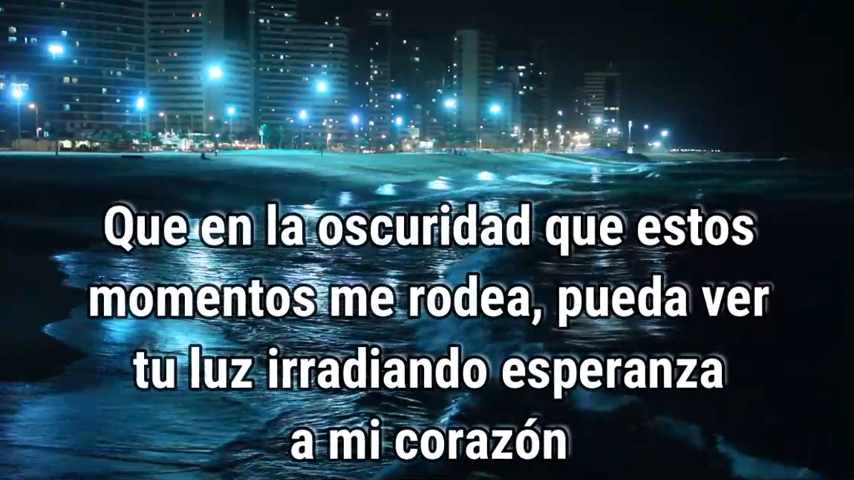 Que en la oscuridad que estos
momentos me rodea, pueda ver
tu luz irradiando esperanza
a mi corazón